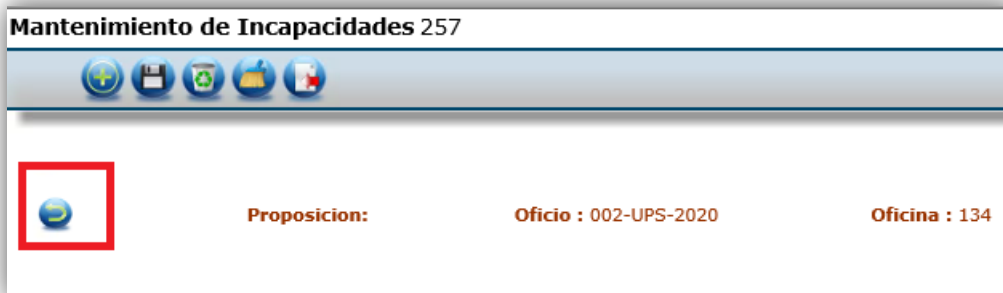 Mantenimiento de Incapacidades 257
Proposicion: Oficio : 002-UPS-2020 Oficina : 134